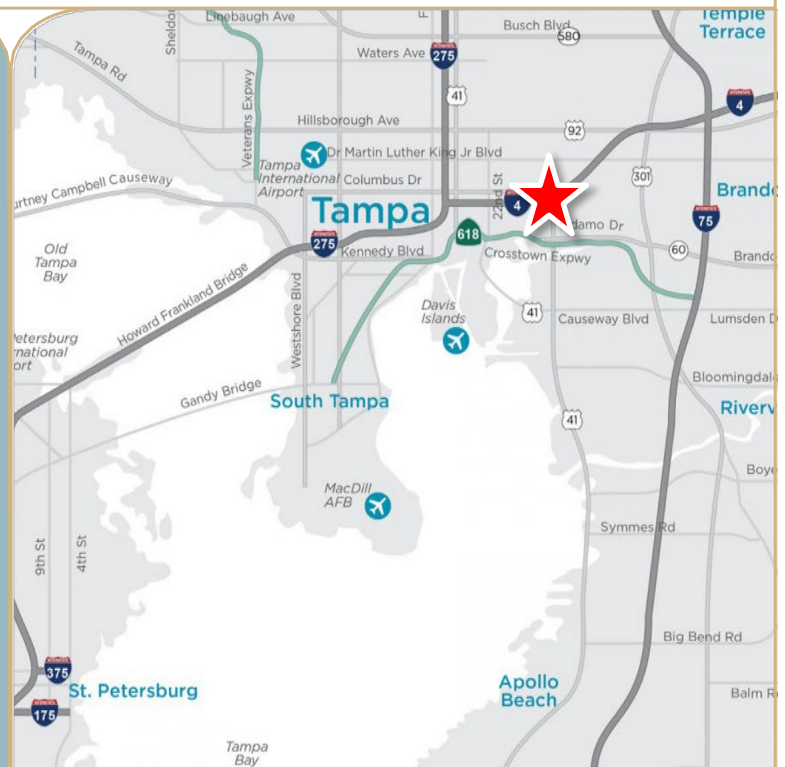 Linebaugh Ave
Busch Blvd
580
Temple
Terrace
Tampa Rd
Waters Ave
275
41
4
Veterans Expwy
Hillsborough Ave
92
Dr Martin Luther King Jr Blvd
Tampa
International
Airport
Columbus Dr
22nd St
301
Causeway
Campbell
Tampa
4
75
618
275
Kennedy Blvd
60
Crosstown Expwy
Old
Tampa
Bay
Howard Frankland Bridge
Westshore Blvd
Davis
Islands
41
Causeway Blvd
Lumsden
Gandy Bridge
South Tampa
41
MacDill
AFB
Symmes Rd
9th St
4th St
Big Bend Rd
375
St. Petersburg
175
Apollo
Beach
Balm
Tampa
Bay